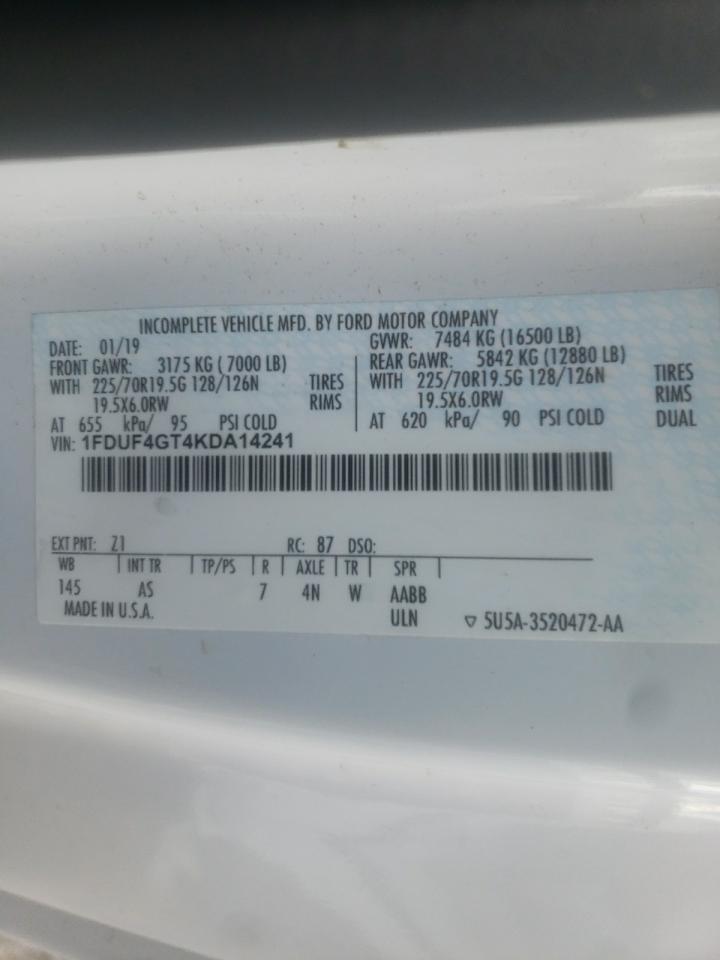 INCOMPLETE VEHICLE MFD. BY FORD MOTOR COMPANY
DATE: 01/19 GVWR: 7484 KG (16500 LB)
FRONT GAWR: 3175 KG ( 7000 LB) REAR GAWR: 5842 KG (12880 LB)
WITH 225/70R19.5G 128/126N TIRES WITH 225/70R19.5G 128/126N TIRES
19.5X6.0RW RIMS 19.5X6.0RW RIMS
AT 655 kPa/ 95 PSI COLD AT 620 kPa/ 90 PSI COLD DUAL
VIN: 1FDUF4GT4KDA14241
EXT PNT: Z1 RC: 87 DSO:
WB | INT TR | TP/PS | R | AXLE | TR | SPR |
145 AS 7 4N W AABB
MADE IN U.S.A. ULN ▽ 5U5A-3520472-AA